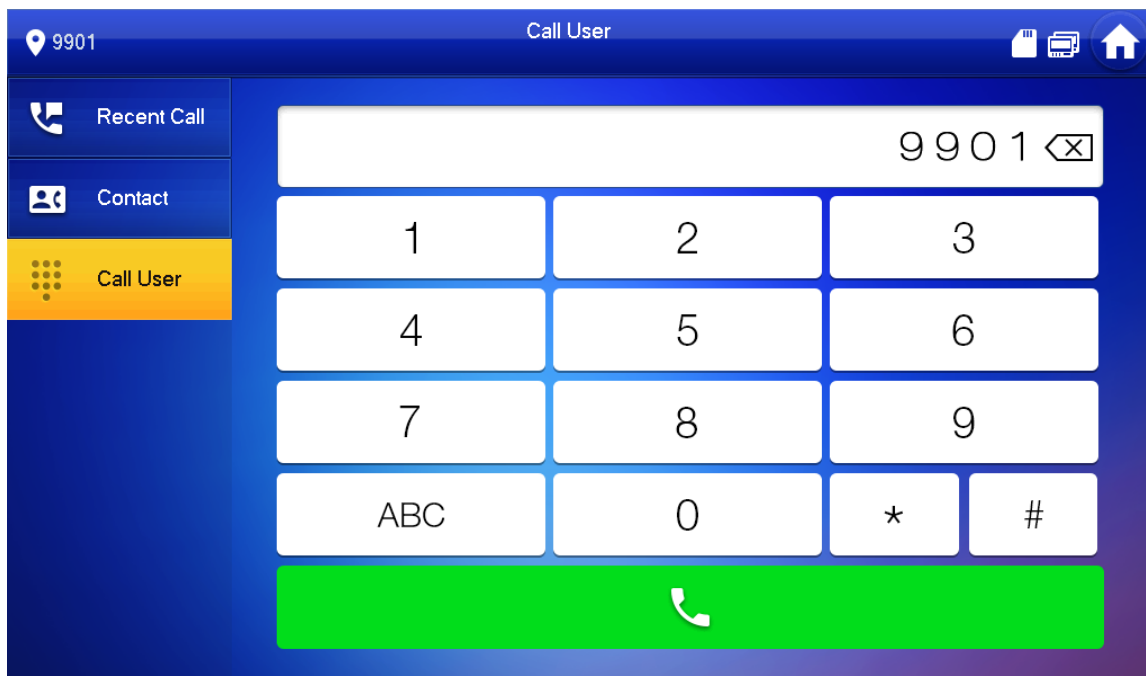 9901
Call User
Recent Call
Contact
Call User
9901
1 2 3
4 5 6
7 8 9
ABC 0 * #